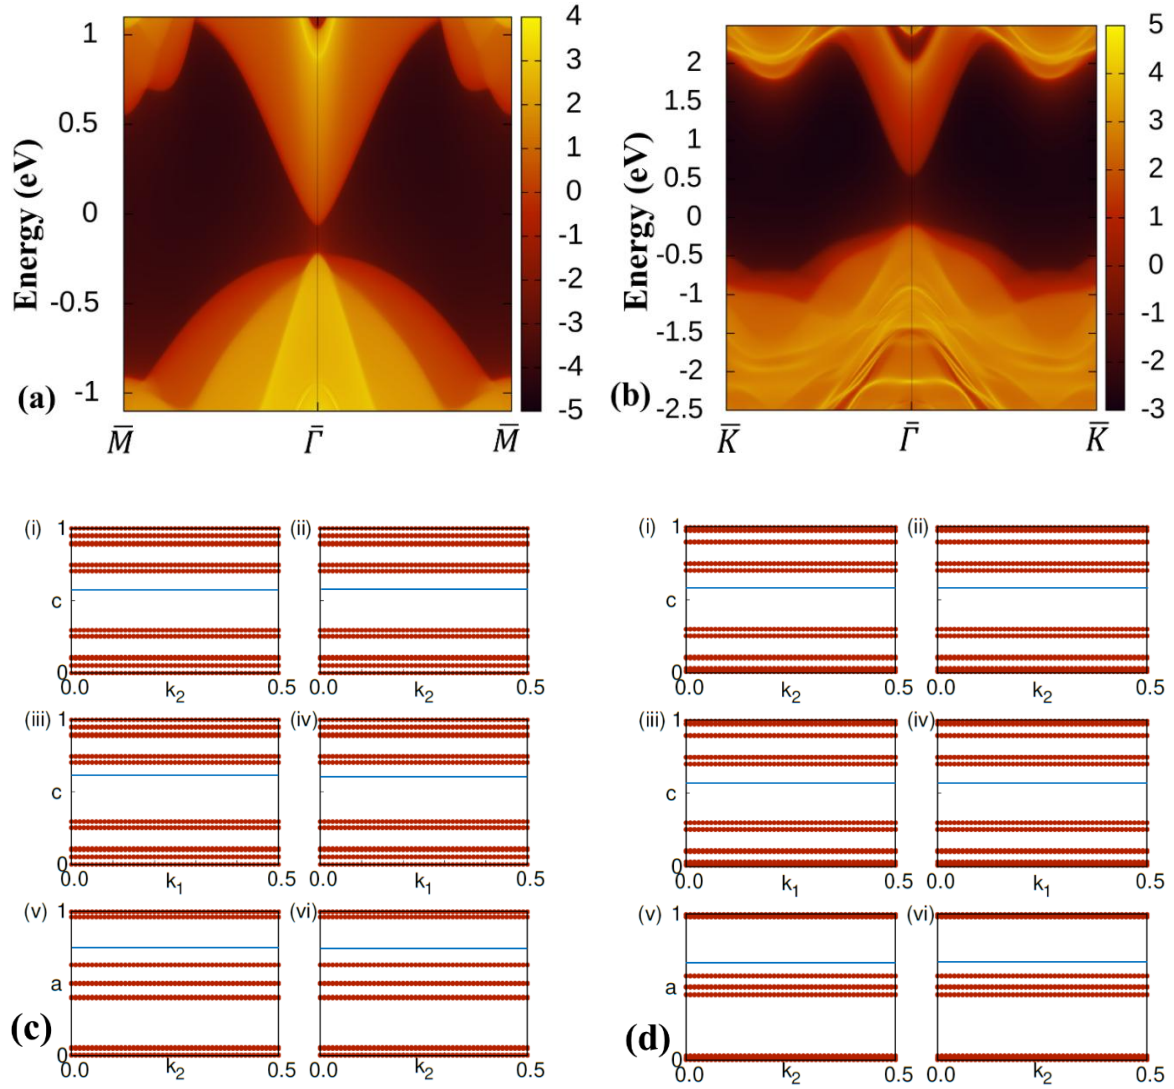 1
0.5
0
-0.5
-1
Energy (eV)
(a)
M̅ Γ̅ M̅
4
3
2
1
0
-1
-2
-3
-4
-5
2
1.5
1
0.5
0
-0.5
-1
-1.5
-2
-2.5
Energy (eV)
(b)
K̅ Γ̅ K̅
5
4
3
2
1
0
-1
-2
-3
(i) 1 c 0
0.0 k₂ 0.5
(ii)
0.0 k₂ 0.5
(iii) 1 c 0
0.0 k₁ 0.5
(iv)
0.0 k₁ 0.5
(v) 1 a 0
0.0 k₂ 0.5
(vi)
0.0 k₂ 0.5
(c)
(i) 1 c 0
0.0 k₂ 0.5
(ii)
0.0 k₂ 0.5
(iii) 1 c 0
0.0 k₁ 0.5
(iv)
0.0 k₁ 0.5
(v) 1 a 0
0.0 k₂ 0.5
(vi)
0.0 k₂ 0.5
(d)